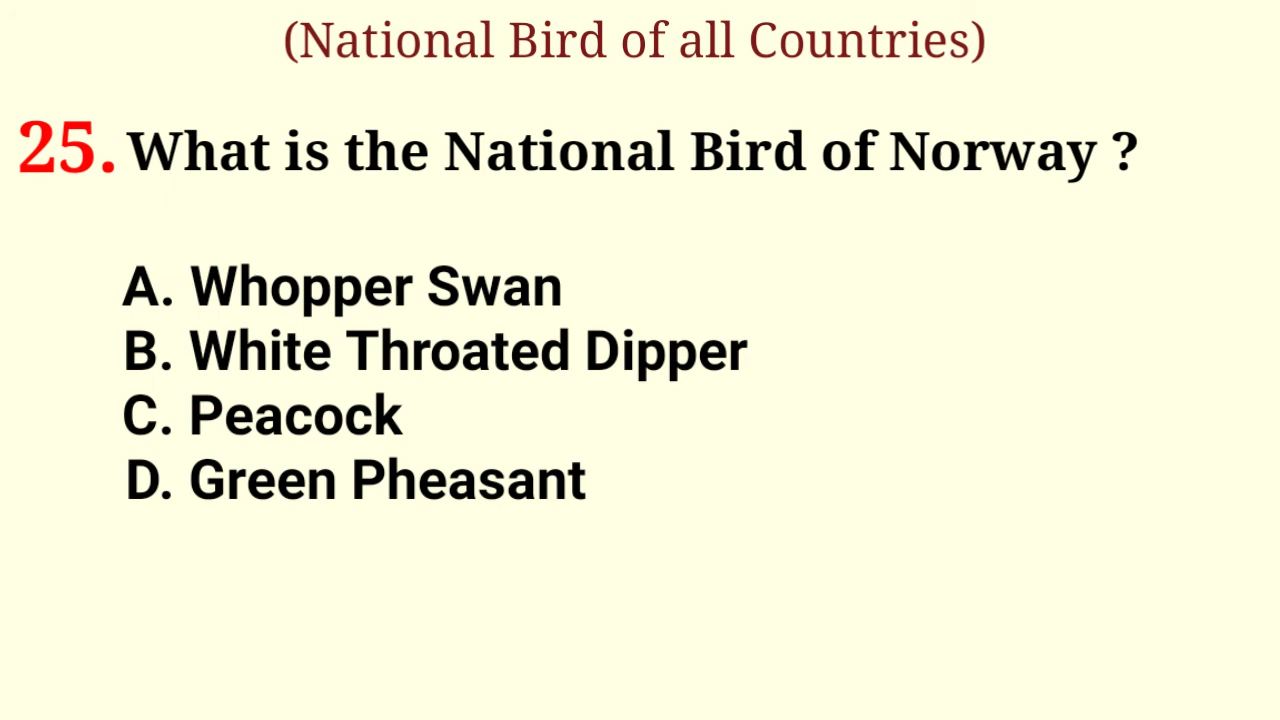 (National Bird of all Countries)
25. What is the National Bird of Norway ?
A. Whopper Swan
B. White Throated Dipper
C. Peacock
D. Green Pheasant